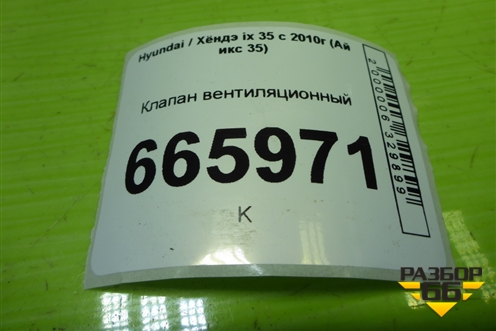 Hyundai / Хёндэ ix 35 с 2010г (Ай
икс 35)
Клапан вентиляционный
665971
К
2000006329899
РАЗБОР
66